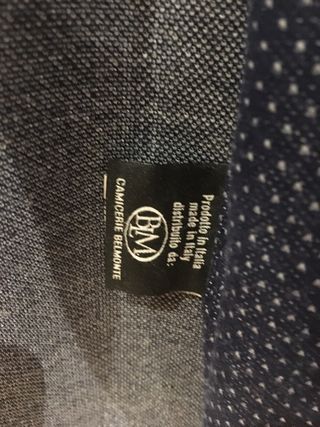 Prodotto in Italia
made in Italy
distribuito da:
BM
CAMICERIE BELMONTE